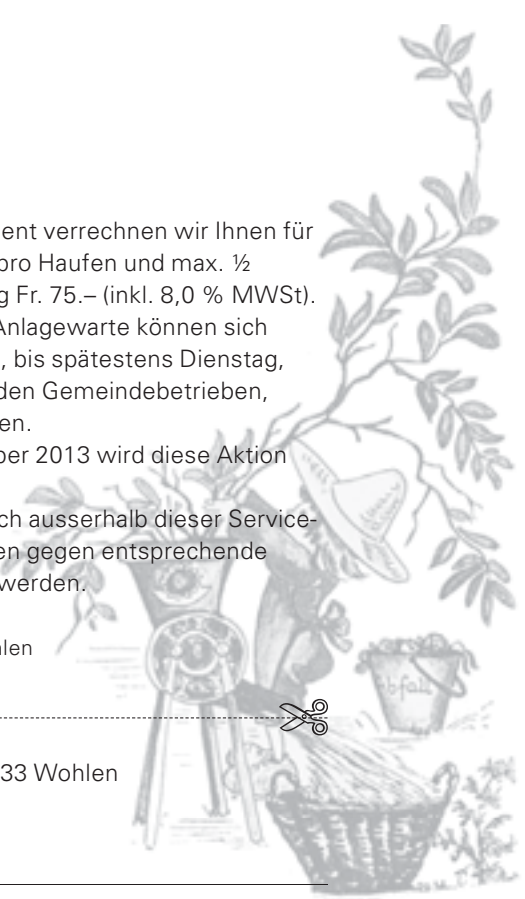 ent verrechnen wir Ihnen für
pro Haufen und max. ½
g Fr. 75.– (inkl. 8,0 % MWSt).
Anlagewarte können sich
, bis spätestens Dienstag,
den Gemeindebetrieben,
en.
ber 2013 wird diese Aktion
ch ausserhalb dieser Service-
en gegen entsprechende
werden.
len
Abfall
33 Wohlen